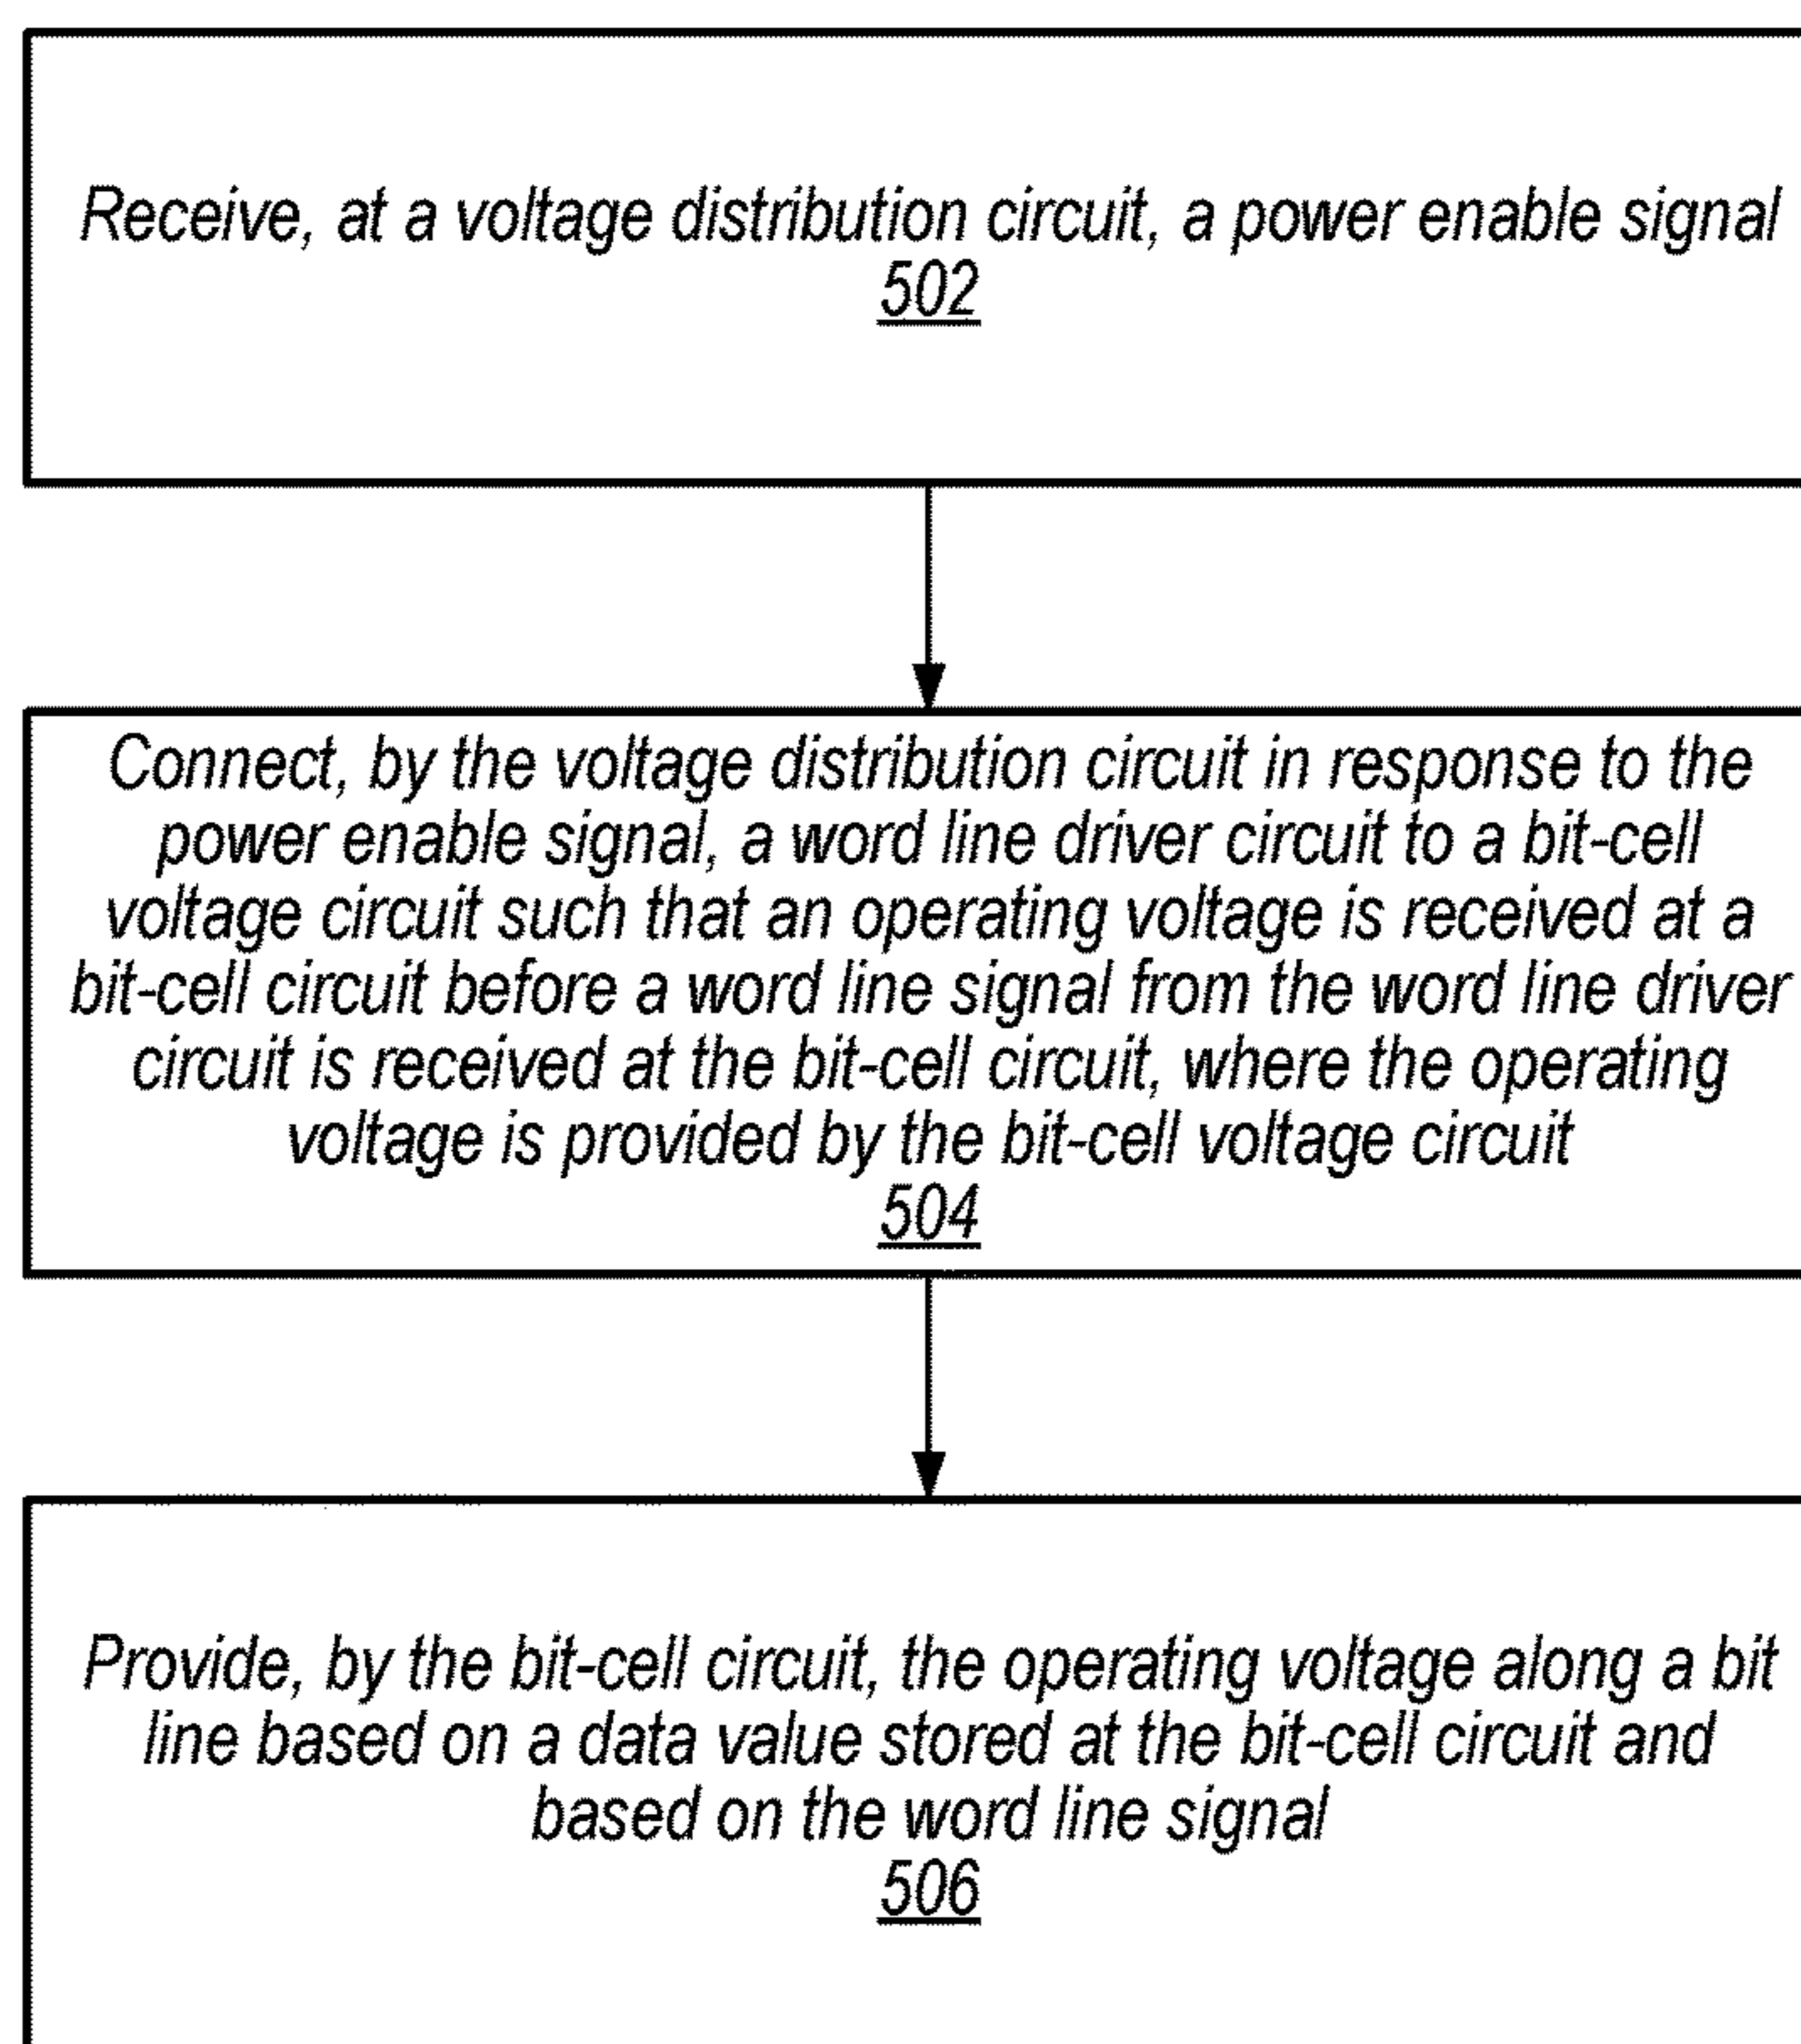 Receive, at a voltage distribution circuit, a power enable signal
502
Connect, by the voltage distribution circuit in response to the
power enable signal, a word line driver circuit to a bit-cell
voltage circuit such that an operating voltage is received at a
bit-cell circuit before a word line signal from the word line driver
circuit is received at the bit-cell circuit, where the operating
voltage is provided by the bit-cell voltage circuit
504
Provide, by the bit-cell circuit, the operating voltage along a bit
line based on a data value stored at the bit-cell circuit and
based on the word line signal
506